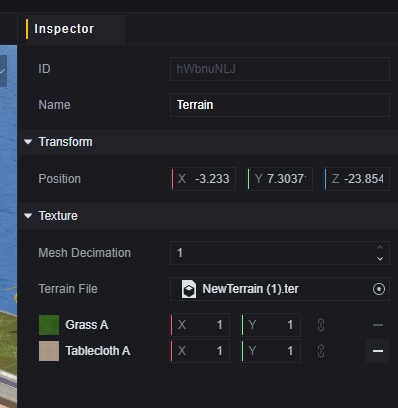 Inspector
ID hWbnuNLJ
Name Terrain
Transform
Position X -3.233 Y 7.3037 Z -23.854
Texture
Mesh Decimation 1
Terrain File NewTerrain (1).ter
Grass A X 1 Y 1
Tablecloth A X 1 Y 1